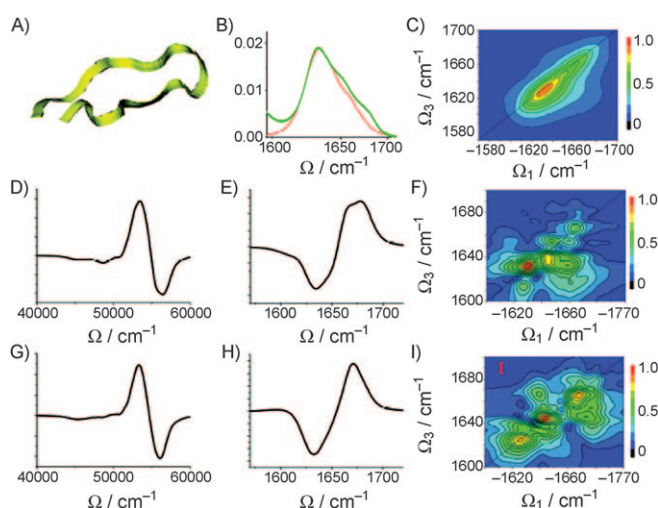 A)
B)
0.02
0.01
0.00
1600
1650
1700
Ω / cm⁻¹
C)
1700
1660
1620
1580
Ω₃ / cm⁻¹
−1580
−1620
−1660
−1700
Ω₁ / cm⁻¹
1.0
0.5
0
D)
40000
50000
60000
Ω / cm⁻¹
E)
1600
1650
1700
Ω / cm⁻¹
F)
1680
1640
1600
Ω₃ / cm⁻¹
−1620
−1660
−1770
Ω₁ / cm⁻¹
1.0
0.5
0
G)
40000
50000
60000
Ω / cm⁻¹
H)
1600
1650
1700
Ω / cm⁻¹
I)
I
1680
1640
1600
Ω₃ / cm⁻¹
−1620
−1660
−1770
Ω₁ / cm⁻¹
1.0
0.5
0